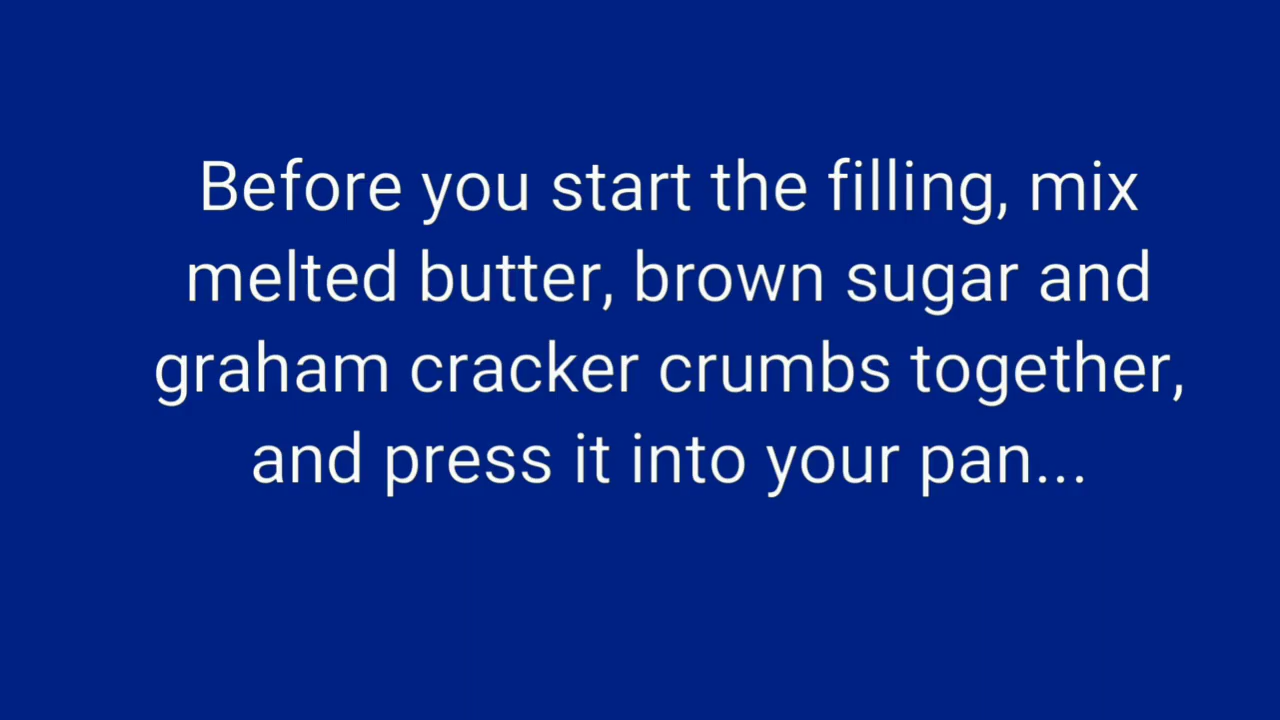 Before you start the filling, mix
melted butter, brown sugar and
graham cracker crumbs together,
and press it into your pan...